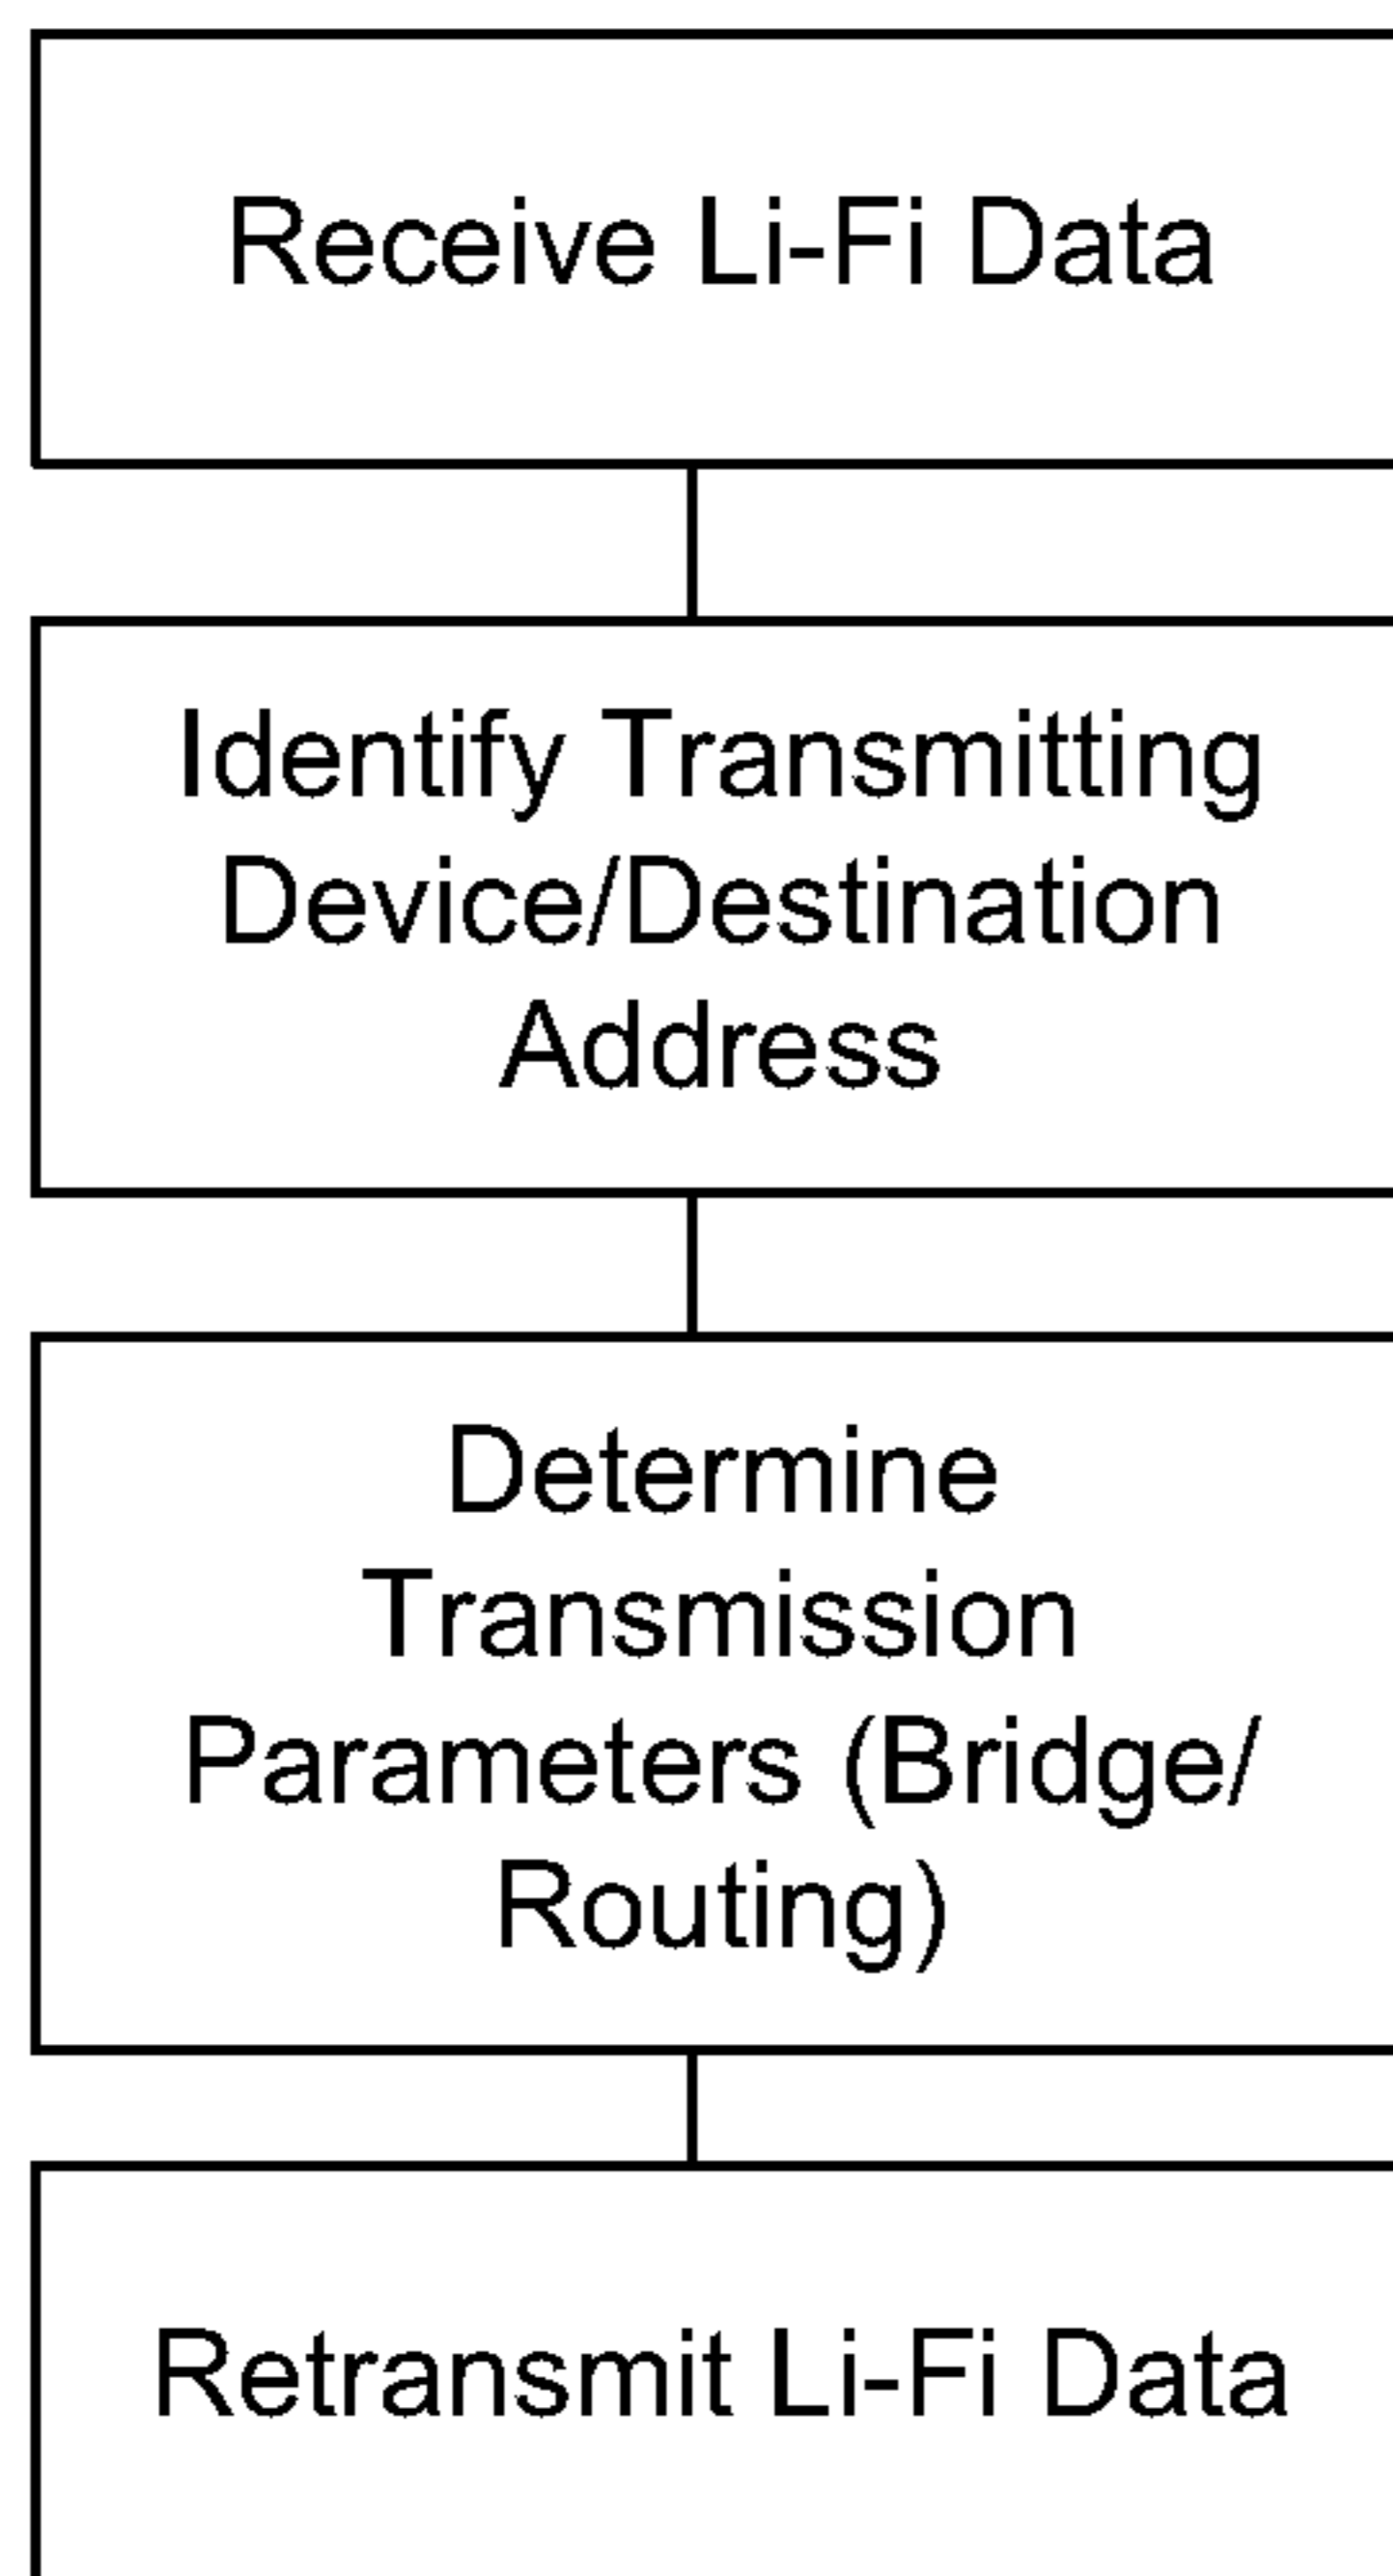 Receive Li-Fi Data
Identify Transmitting
Device/Destination
Address
Determine
Transmission
Parameters (Bridge/
Routing)
Retransmit Li-Fi Data